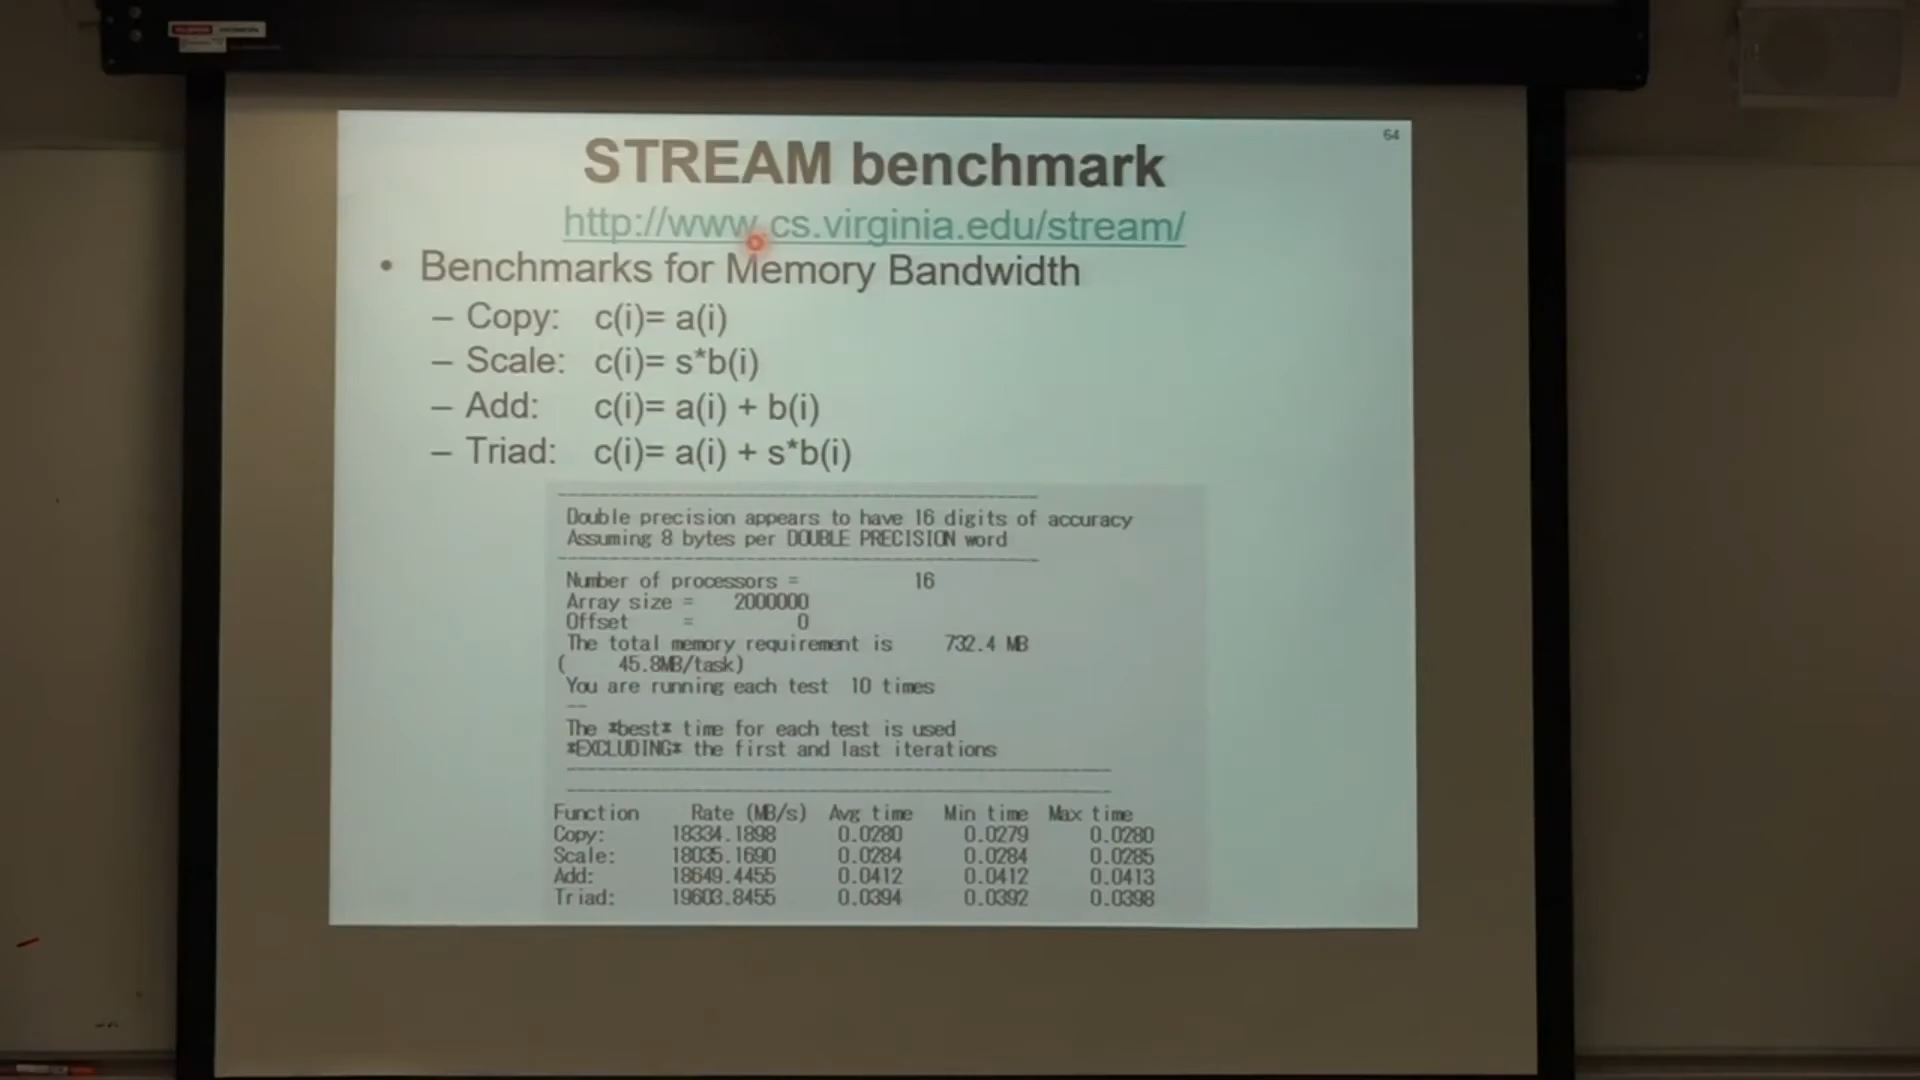 64
STREAM benchmark
http://www.cs.virginia.edu/stream/
• Benchmarks for Memory Bandwidth
– Copy: c(i)= a(i)
– Scale: c(i)= s*b(i)
– Add: c(i)= a(i) + b(i)
– Triad: c(i)= a(i) + s*b(i)
Double precision appears to have 16 digits of accuracy
Assuming 8 bytes per DOUBLE PRECISION word
Number of processors = 16
Array size = 2000000
Offset = 0
The total memory requirement is 732.4 MB
( 45.8MB/task)
You are running each test 10 times
--
The *best* time for each test is used
*EXCLUDING* the first and last iterations
Function Rate (MB/s) Avg time Min time Max time
Copy: 18334.1898 0.0280 0.0279 0.0280
Scale: 18035.1690 0.0284 0.0284 0.0285
Add: 18649.4455 0.0412 0.0412 0.0413
Triad: 19603.8455 0.0394 0.0392 0.0398